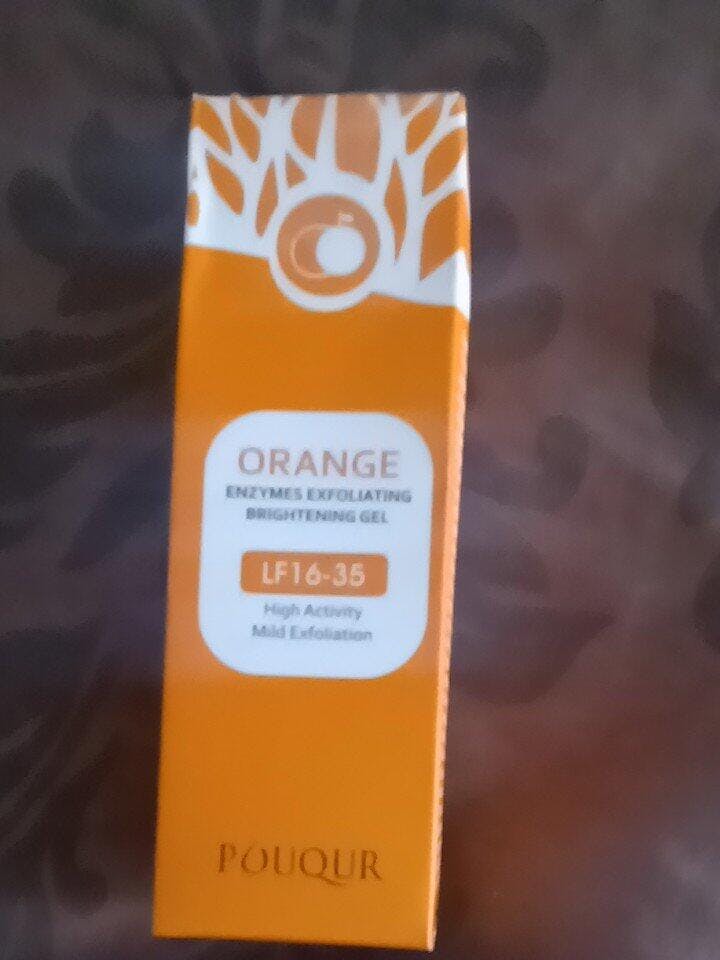 ORANGE
ENZYMES EXFOLIATING
BRIGHTENING GEL
LF16-35
High Activity
Mild Exfoliation
POUQUR